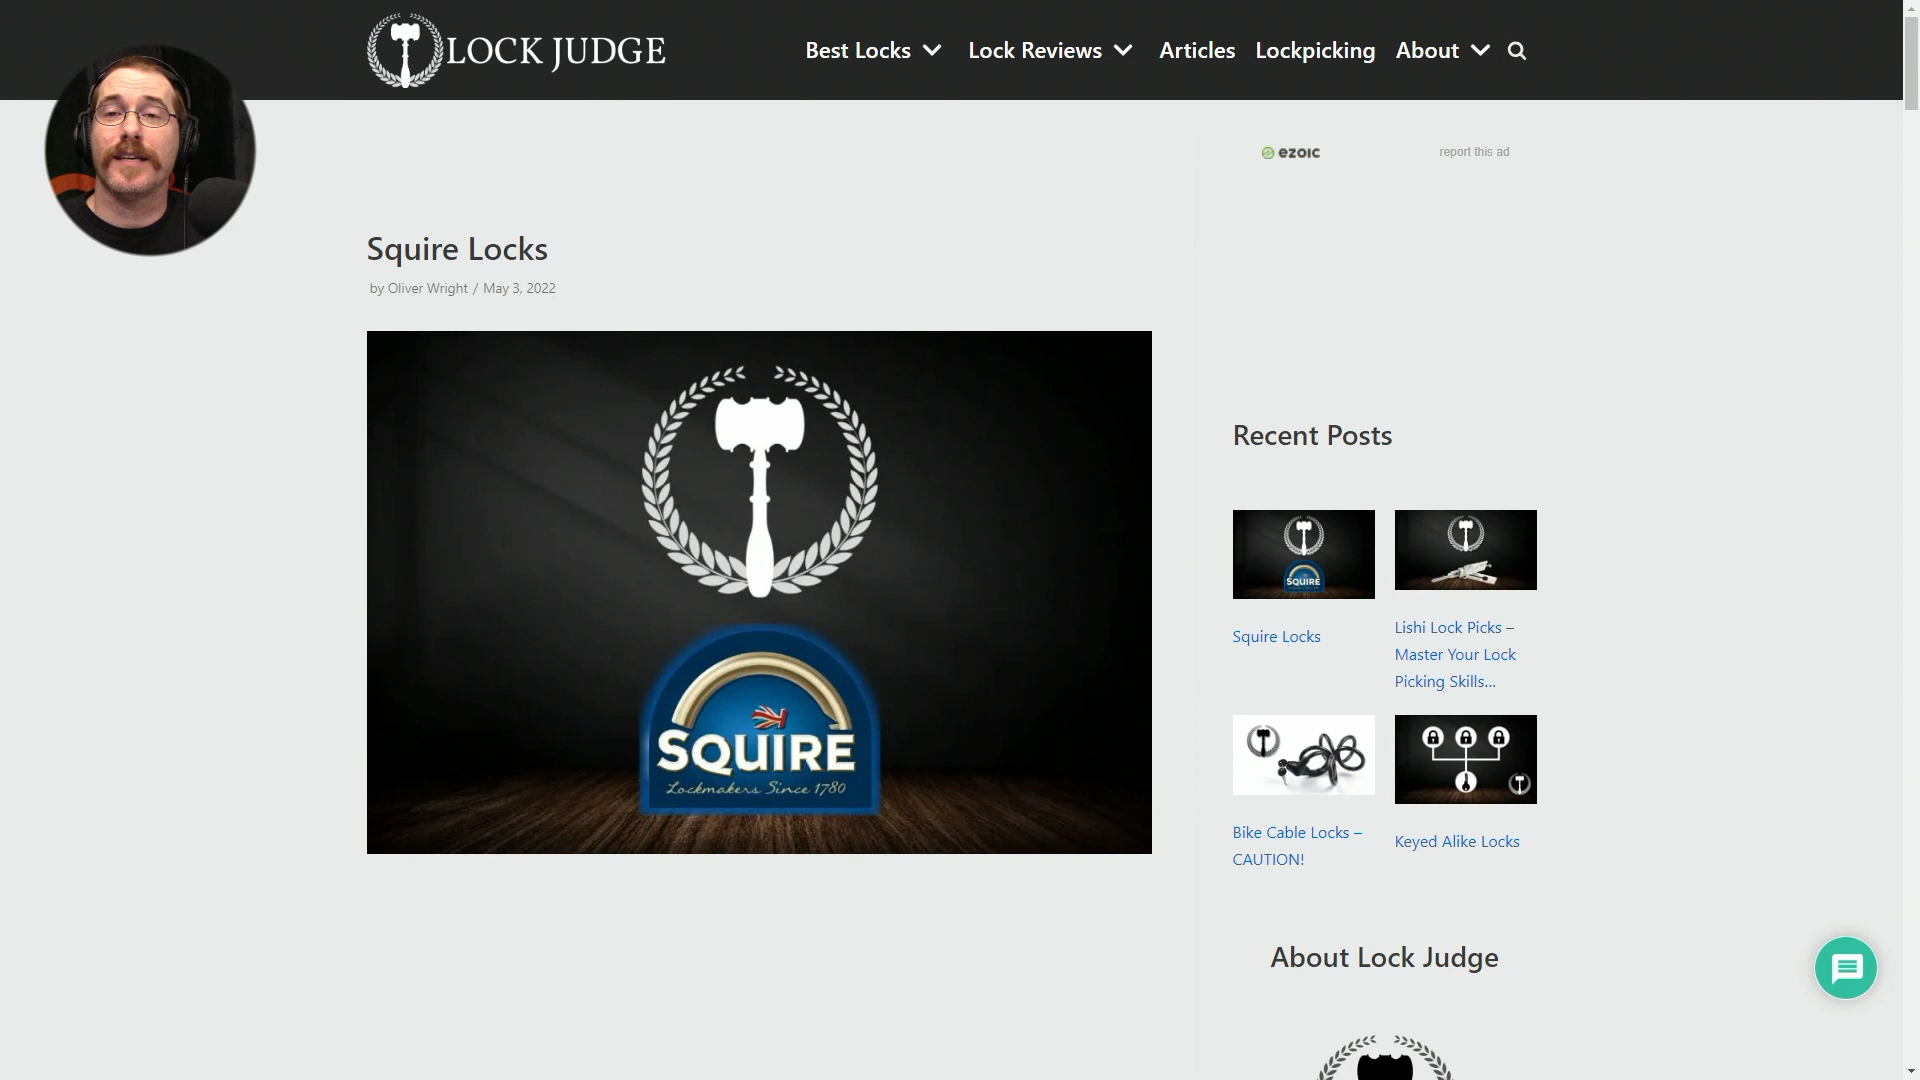 LOCK JUDGE
Best Locks
Lock Reviews
Articles
Lockpicking
About
ezoic
report this ad
Squire Locks
by Oliver Wright / May 3, 2022
SQUIRE
Lockmakers Since 1780
Recent Posts
SQUIRE
Squire Locks
Lishi Lock Picks –
Master Your Lock
Picking Skills...
Bike Cable Locks –
CAUTION!
Keyed Alike Locks
About Lock Judge